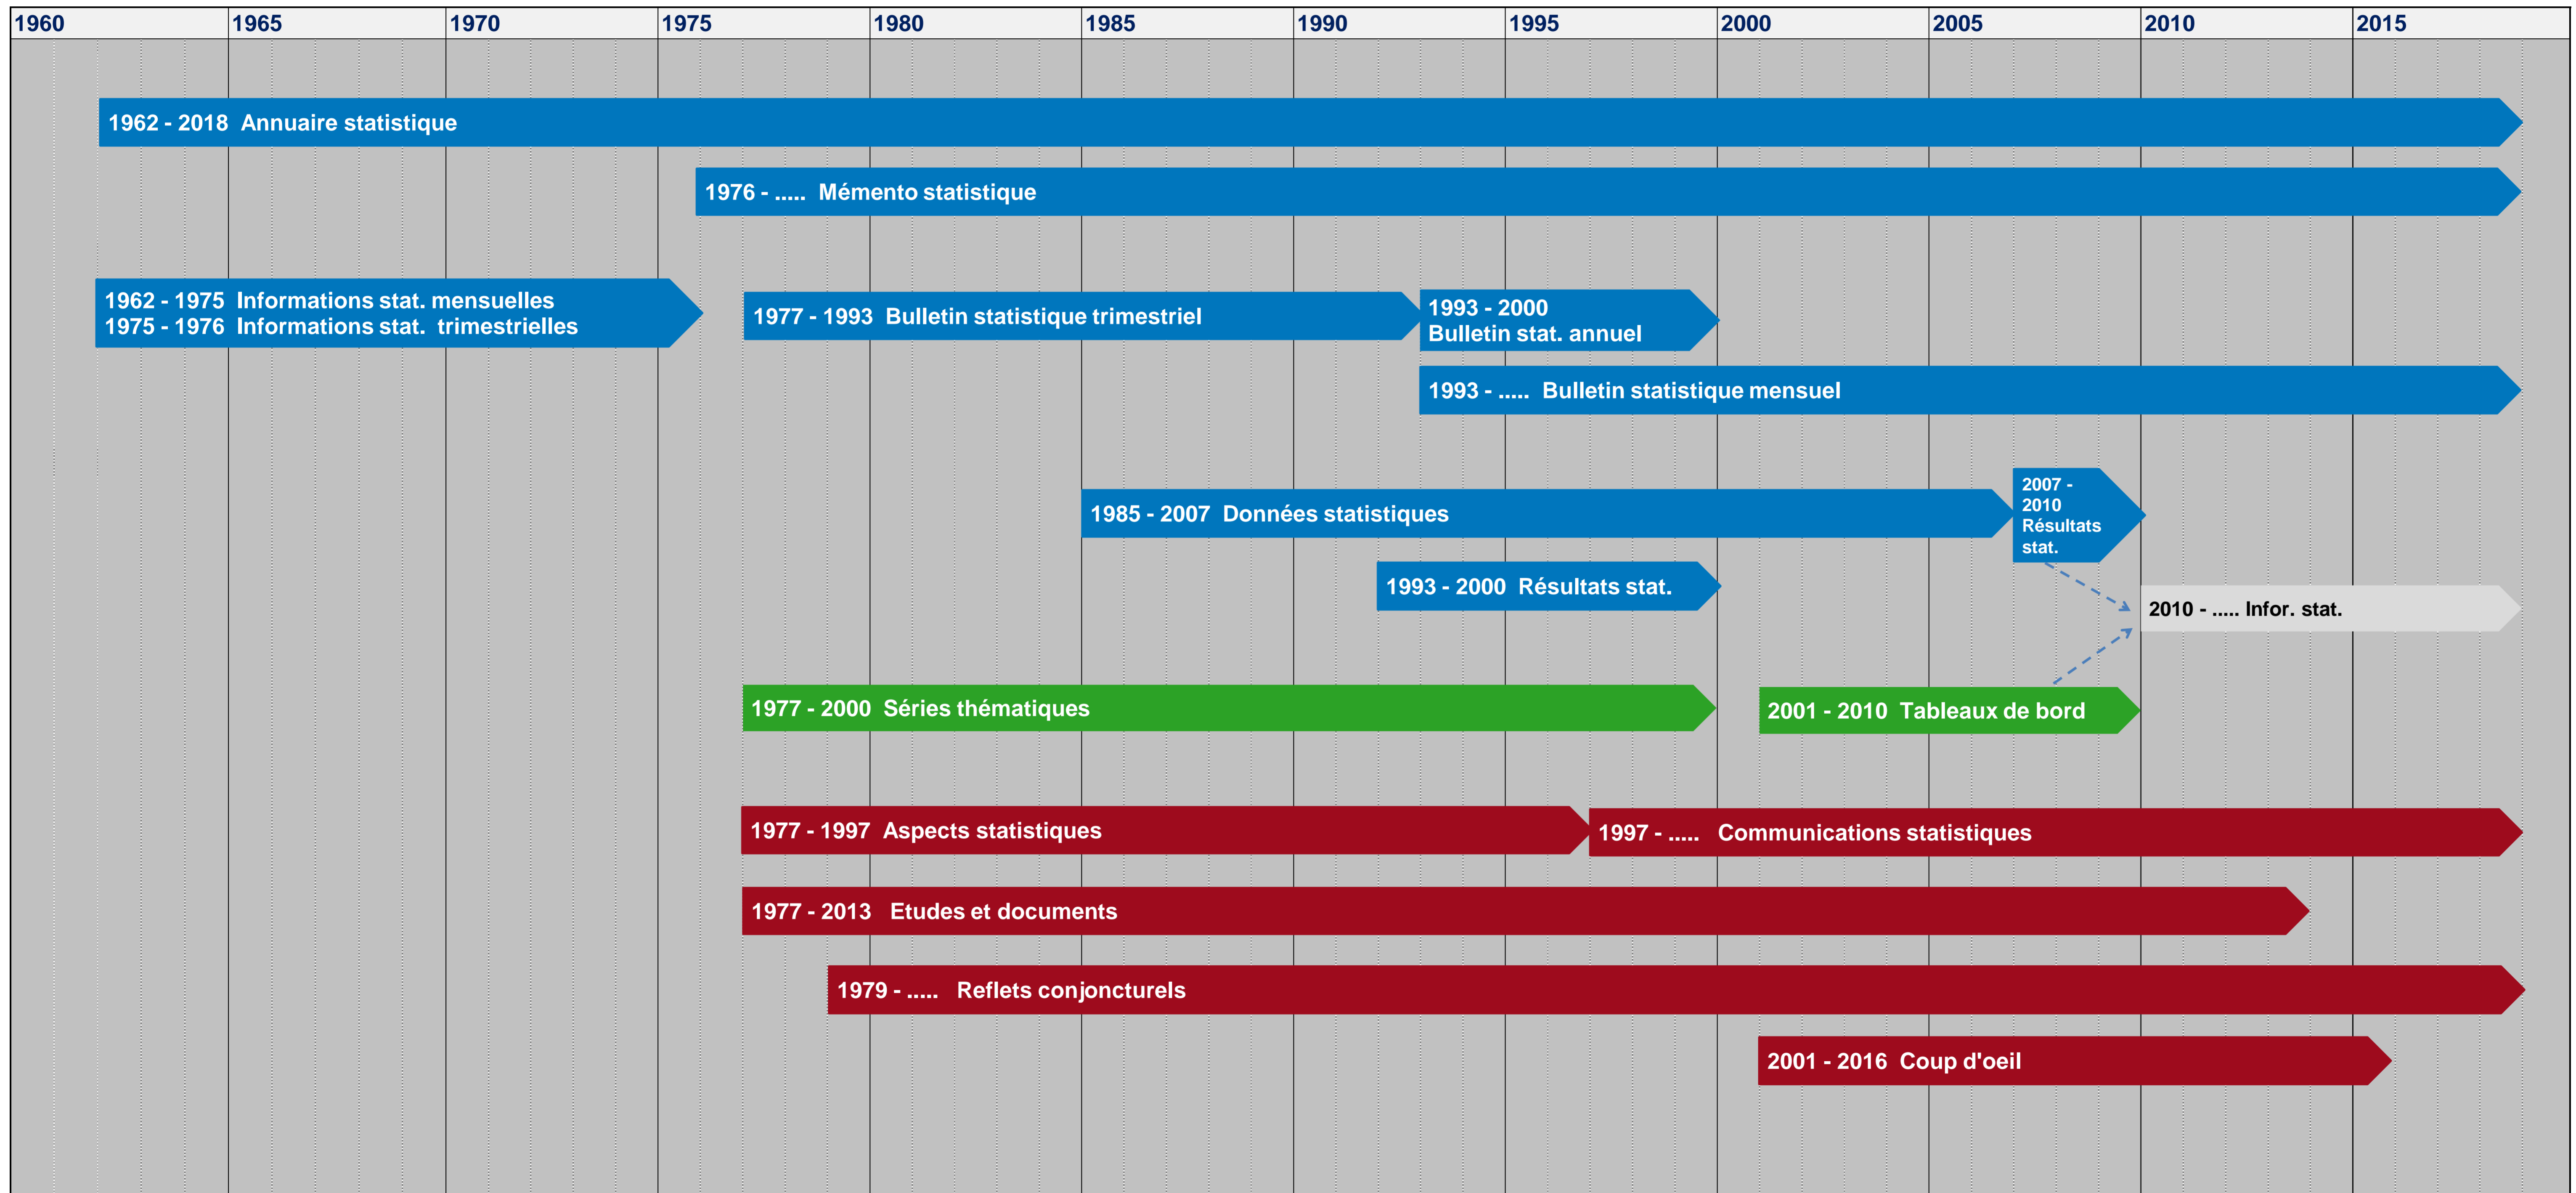 1960 1965 1970 1975 1980 1985 1990 1995 2000 2005 2010 2015
1962 - 2018 Annuaire statistique
1976 - ..... Mémento statistique
1962 - 1975 Informations stat. mensuelles
1975 - 1976 Informations stat. trimestrielles
1977 - 1993 Bulletin statistique trimestriel
1993 - 2000
Bulletin stat. annuel
1993 - ..... Bulletin statistique mensuel
1985 - 2007 Données statistiques
2007 -
2010
Résultats
stat.
1993 - 2000 Résultats stat.
2010 - ..... Infor. stat.
1977 - 2000 Séries thématiques
2001 - 2010 Tableaux de bord
1977 - 1997 Aspects statistiques
1997 - ..... Communications statistiques
1977 - 2013 Etudes et documents
1979 - ..... Reflets conjoncturels
2001 - 2016 Coup d'oeil